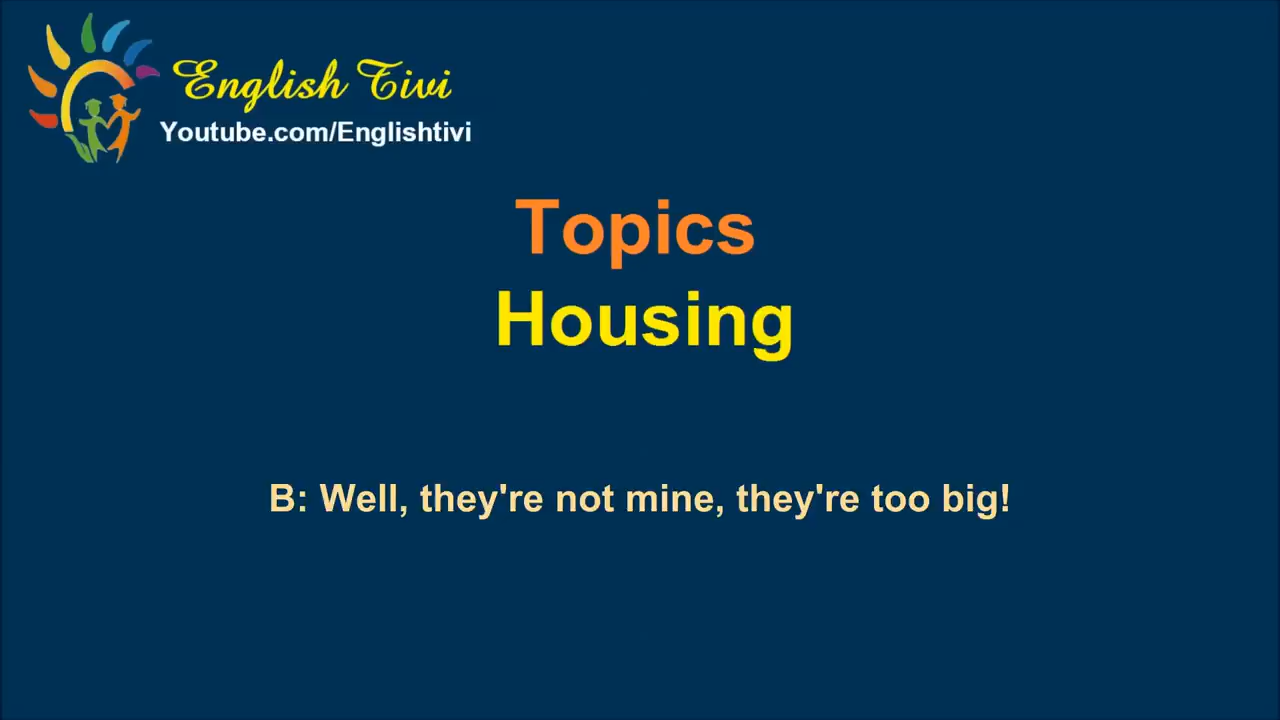 English Tivi
Youtube.com/Englishtivi
Topics
Housing
B: Well, they're not mine, they're too big!